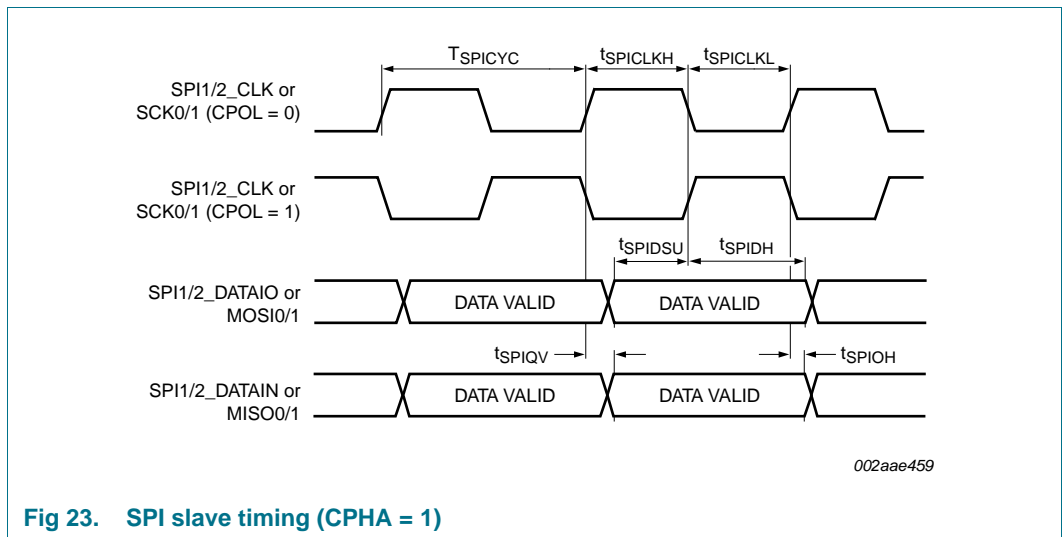 TSPICYC tSPICLKH tSPICLKL
SPI1/2_CLK or
SCK0/1 (CPOL = 0)
SPI1/2_CLK or
SCK0/1 (CPOL = 1)
tSPIDSU tSPIDH
SPI1/2_DATAIO or
MOSI0/1
DATA VALID DATA VALID
tSPIQV tSPIOH
SPI1/2_DATAIN or
MISO0/1
DATA VALID DATA VALID
002aae459
Fig 23. SPI slave timing (CPHA = 1)